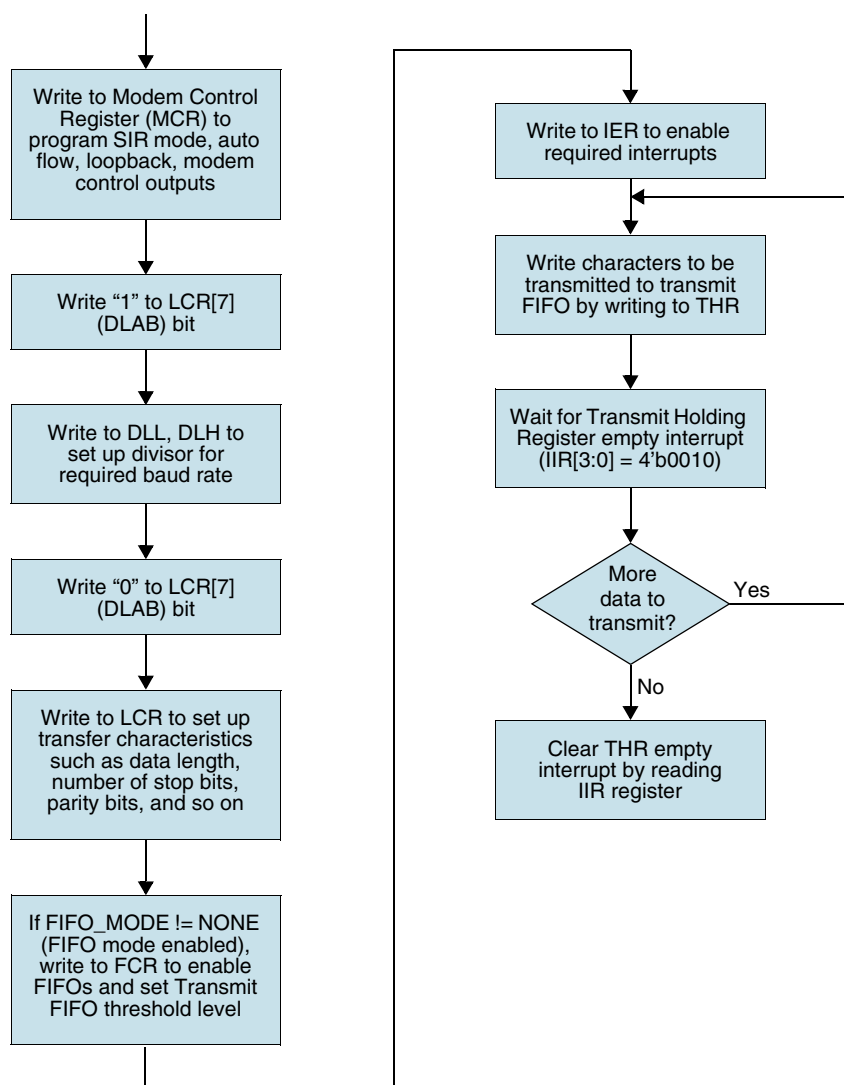 Write to Modem Control
Register (MCR) to
program SIR mode, auto
flow, loopback, modem
control outputs
Write “1” to LCR[7]
(DLAB) bit
Write to DLL, DLH to
set up divisor for
required baud rate
Write “0” to LCR[7]
(DLAB) bit
Write to LCR to set up
transfer characteristics
such as data length,
number of stop bits,
parity bits, and so on
If FIFO_MODE != NONE
(FIFO mode enabled),
write to FCR to enable
FIFOs and set Transmit
FIFO threshold level
Write to IER to enable
required interrupts
Write characters to be
transmitted to transmit
FIFO by writing to THR
Wait for Transmit Holding
Register empty interrupt
(IIR[3:0] = 4’b0010)
More
data to
transmit?
Yes
No
Clear THR empty
interrupt by reading
IIR register